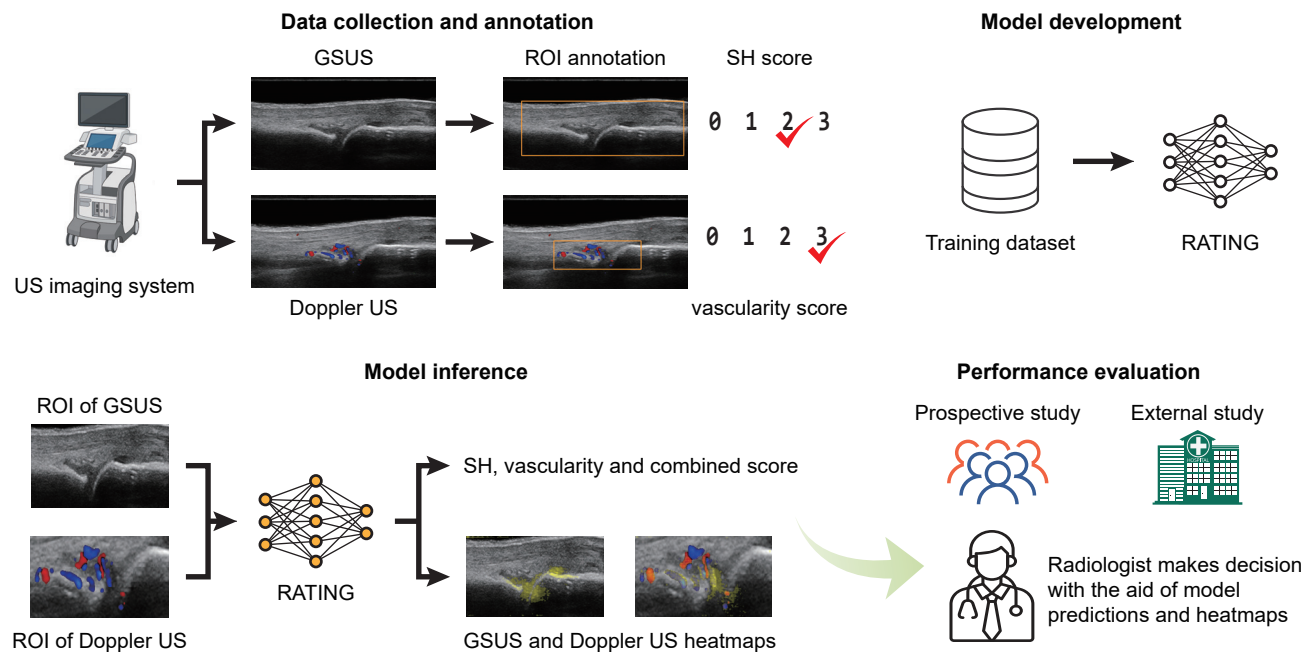 Data collection and annotation
Model development
GSUS
ROI annotation
SH score
0 1 2 3
US imaging system
Doppler US
0 1 2 3
vascularity score
Training dataset
RATING
Model inference
Performance evaluation
ROI of GSUS
ROI of Doppler US
RATING
SH, vascularity and combined score
GSUS and Doppler US heatmaps
Prospective study
External study
HOSPITAL
Radiologist makes decision
with the aid of model
predictions and heatmaps